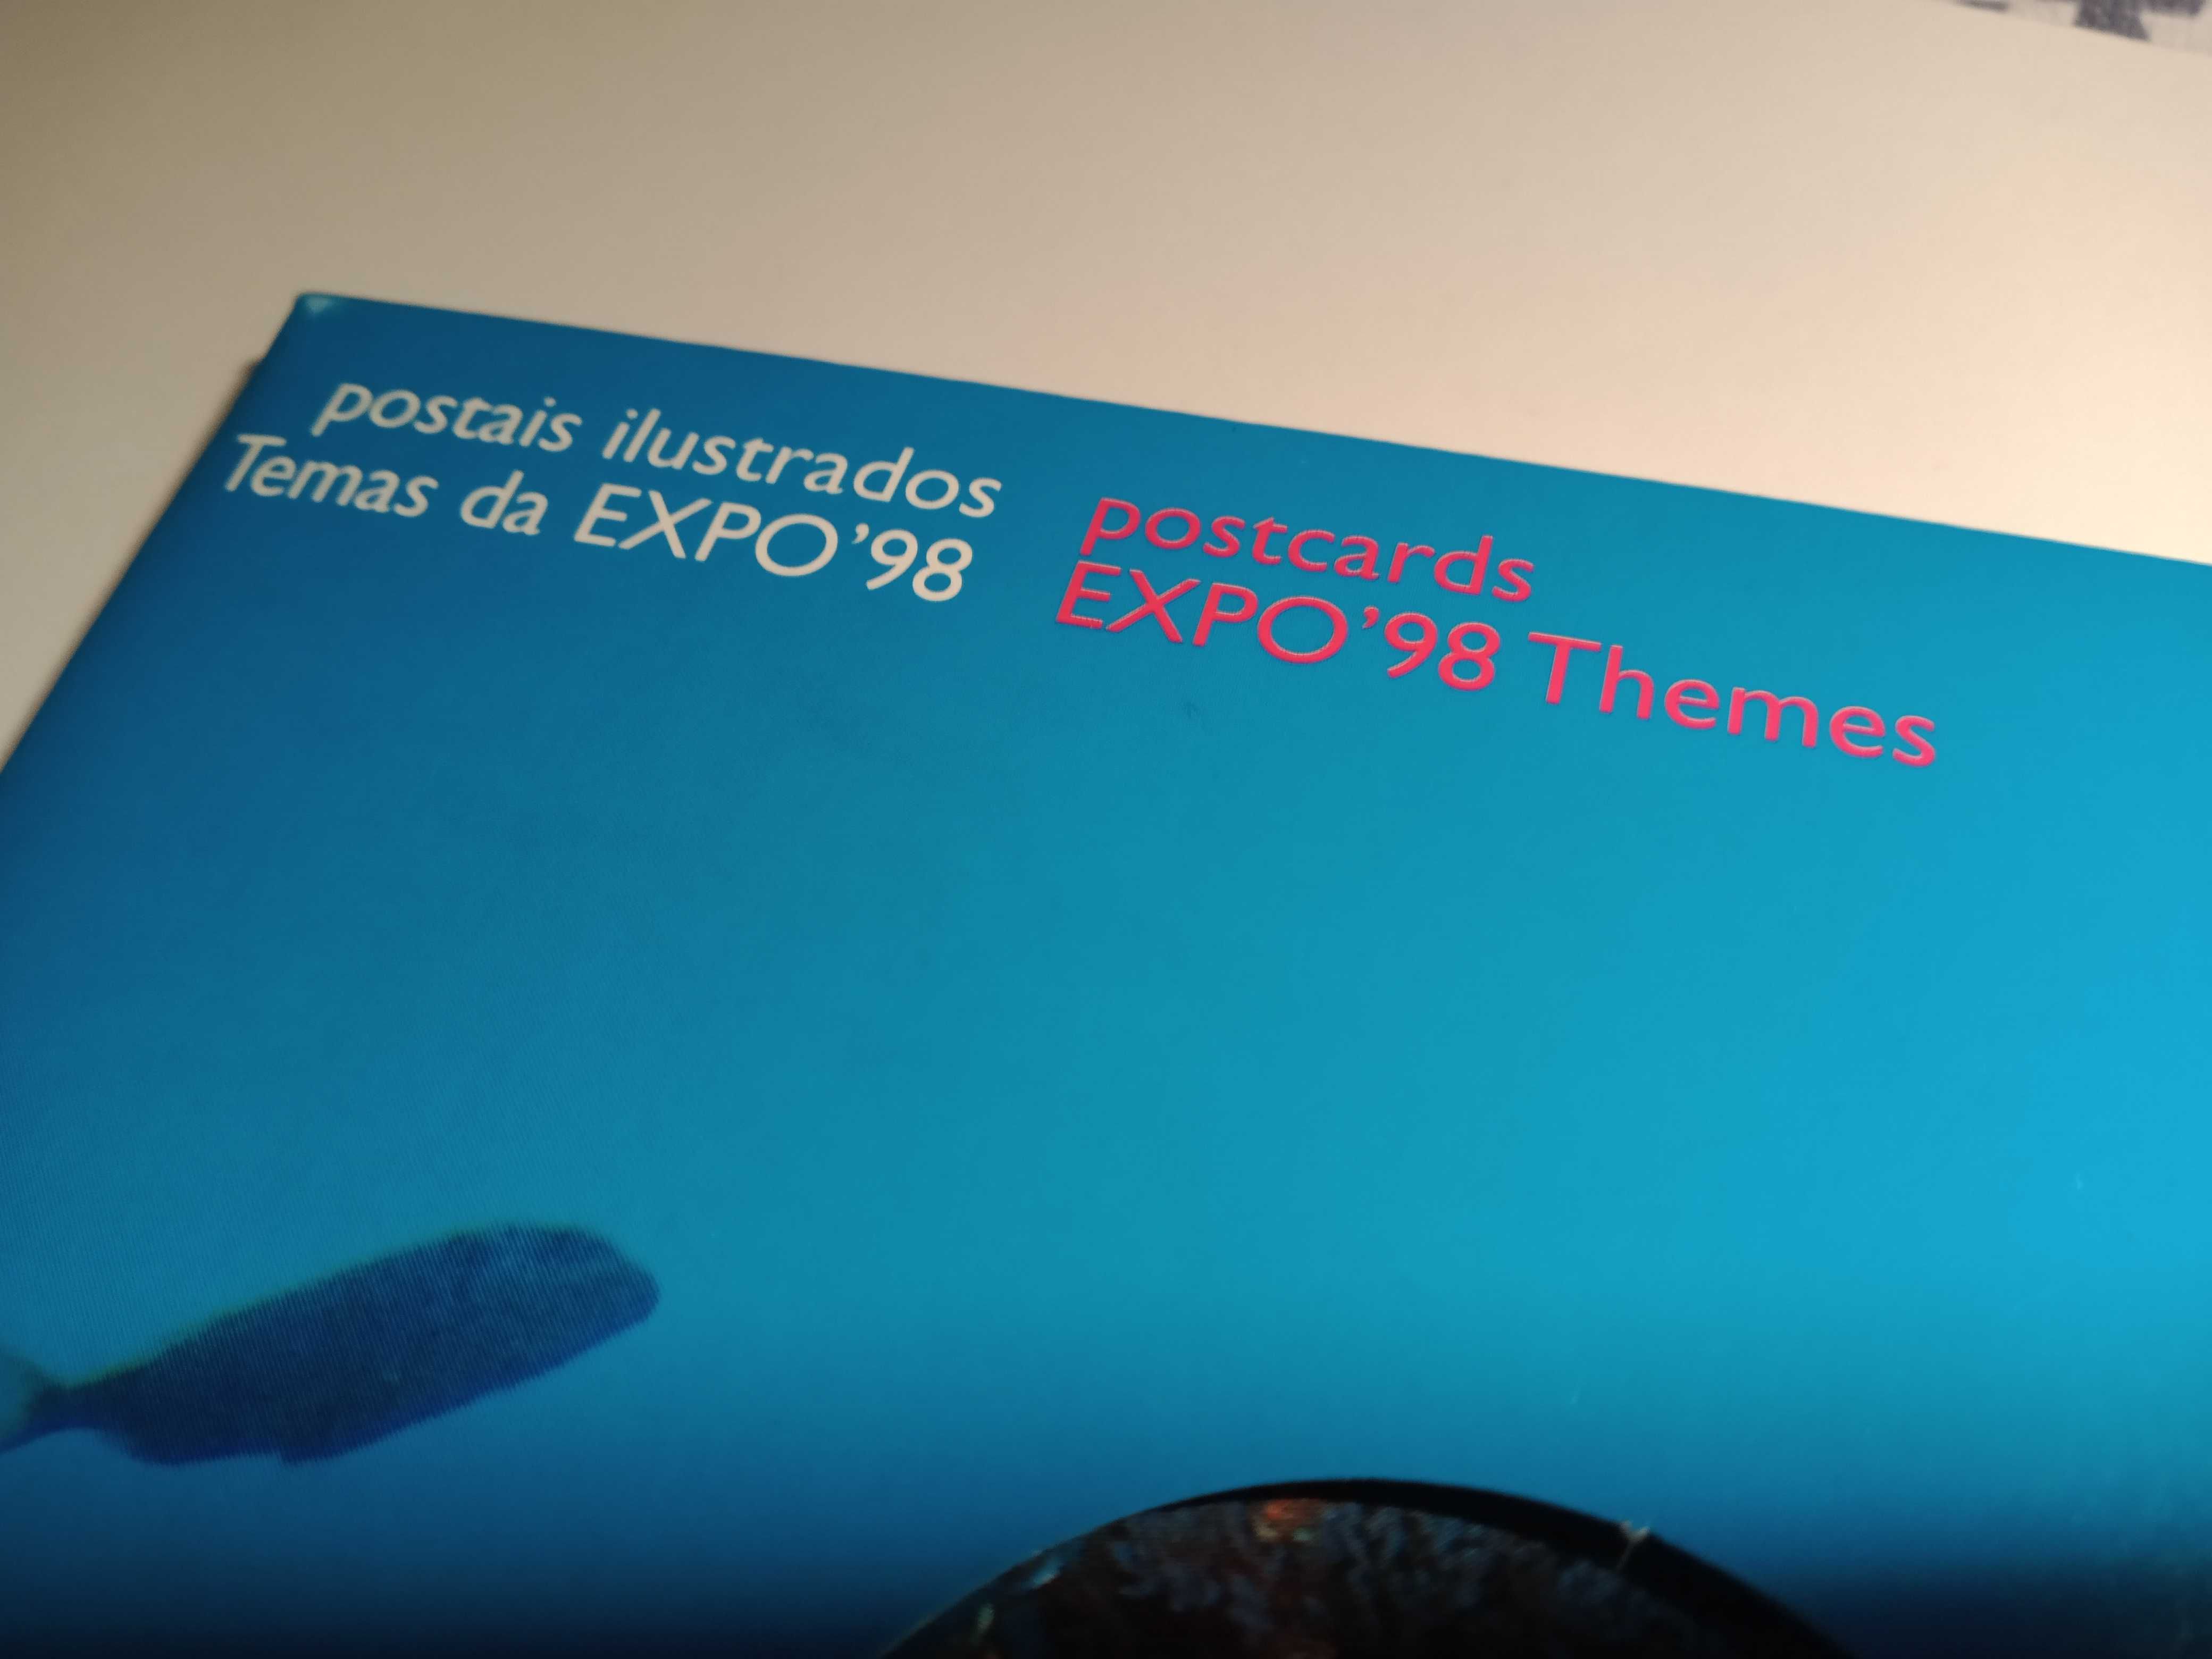 postais ilustrados
Temas da EXPO'98
postcards
EXPO'98 Themes